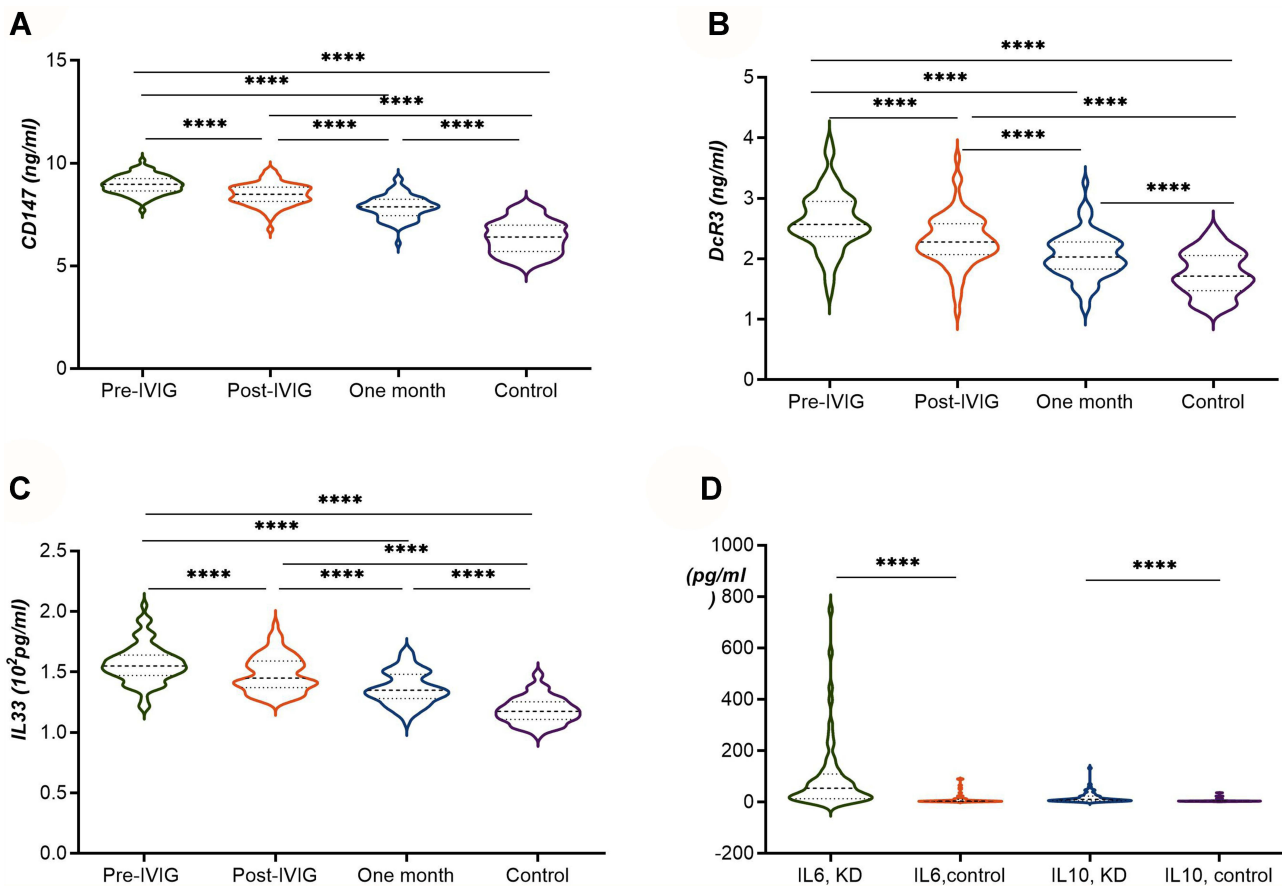 A
CD147 (ng/ml)
15
10
5
0
****
****
****
****
****
****
Pre-IVIG
Post-IVIG
One month
Control
B
DcR3 (ng/ml)
5
4
3
2
1
0
****
****
****
****
****
****
Pre-IVIG
Post-IVIG
One month
Control
C
IL33 (10²pg/ml)
2.5
2.0
1.5
1.0
0.5
0.0
****
****
****
****
****
****
Pre-IVIG
Post-IVIG
One month
Control
D
(pg/ml
)
1000
800
600
400
200
0
-200
****
****
IL6, KD
IL6,control
IL10, KD
IL10, control